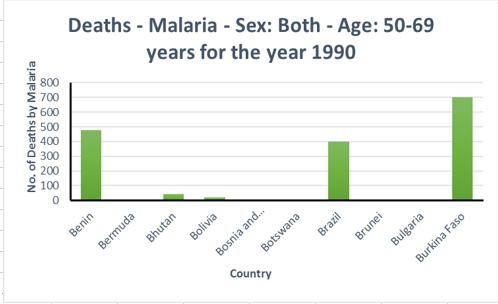 Deaths - Malaria - Sex: Both - Age: 50-69
years for the year 1990
No. of Deaths by Malaria
800
700
600
500
400
300
200
100
0
Benin
Bermuda
Bhutan
Bolivia
Bosnia and...
Botswana
Brazil
Brunei
Bulgaria
Burkina Faso
Country